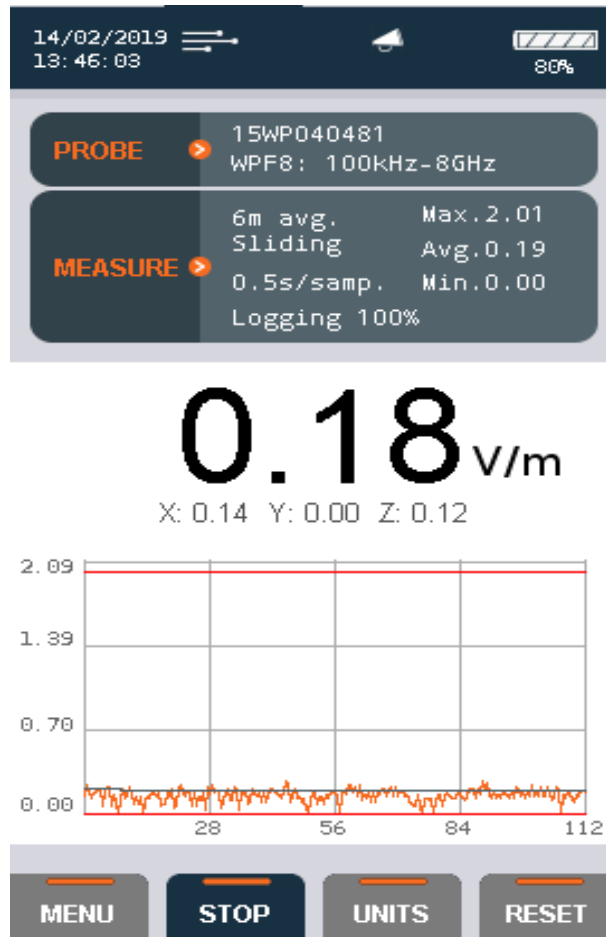 14/02/2019
13:46:03
80%
PROBE
15WP040481
WPF8: 100kHz-8GHz
MEASURE
6m avg. Max.2.01
Sliding Avg.0.19
0.5s/samp. Min.0.00
Logging 100%
0.18 V/m
X: 0.14 Y: 0.00 Z: 0.12
2.09
1.39
0.70
0.00
28 56 84 112
MENU STOP UNITS RESET